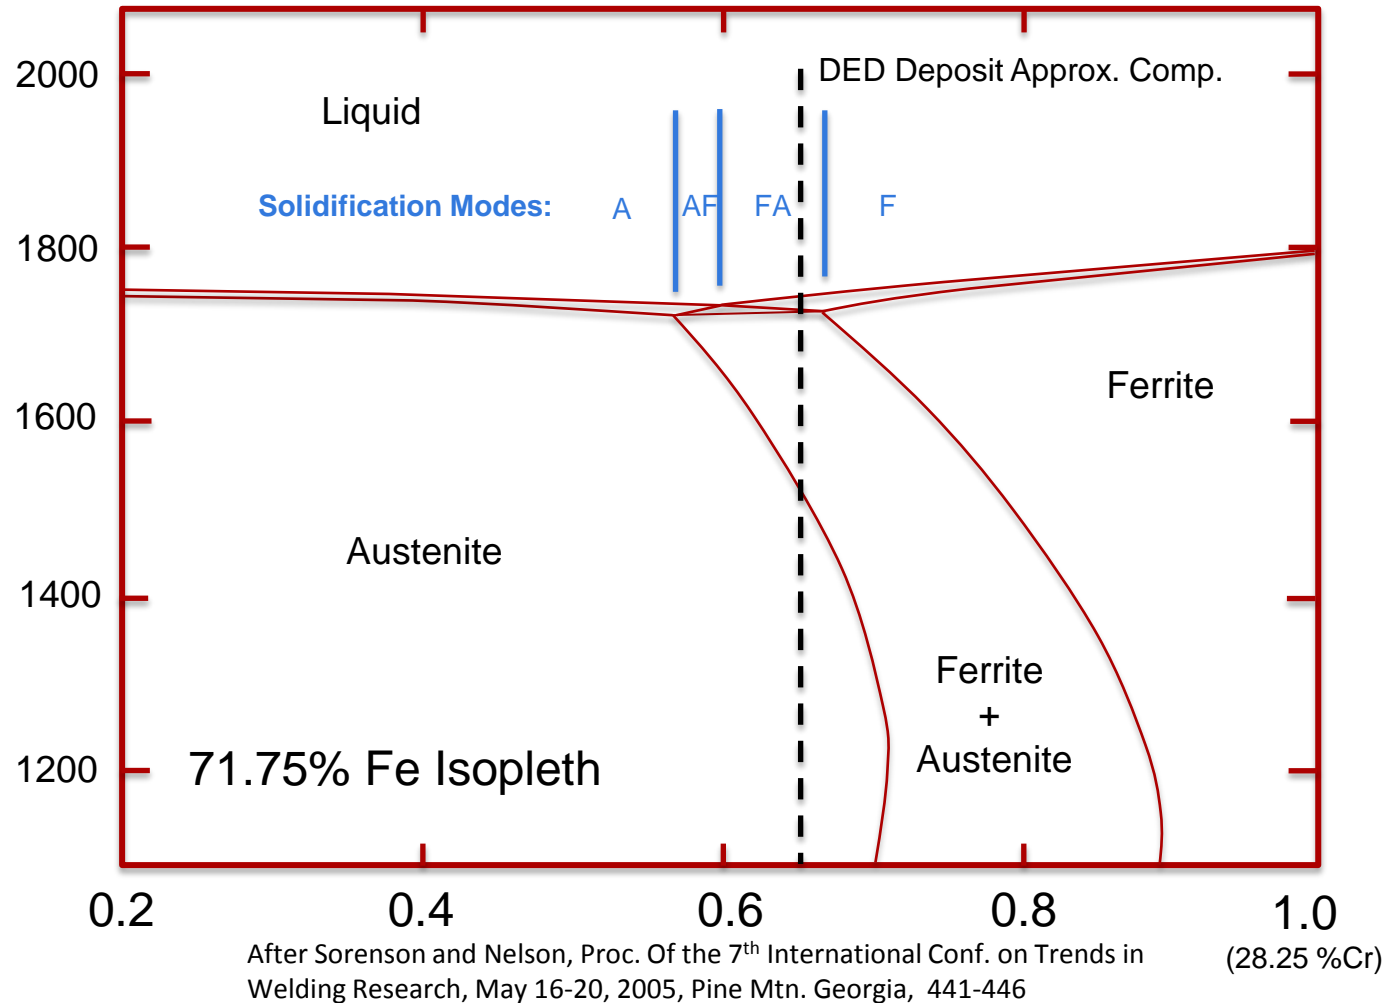 2000
DED Deposit Approx. Comp.
Liquid
Solidification Modes: A AF FA F
1800
1600
Ferrite
Austenite
1400
Ferrite
+
Austenite
71.75% Fe Isopleth
1200
0.2 0.4 0.6 0.8 1.0
(28.25 %Cr)
After Sorenson and Nelson, Proc. Of the 7th International Conf. on Trends in
Welding Research, May 16-20, 2005, Pine Mtn. Georgia, 441-446